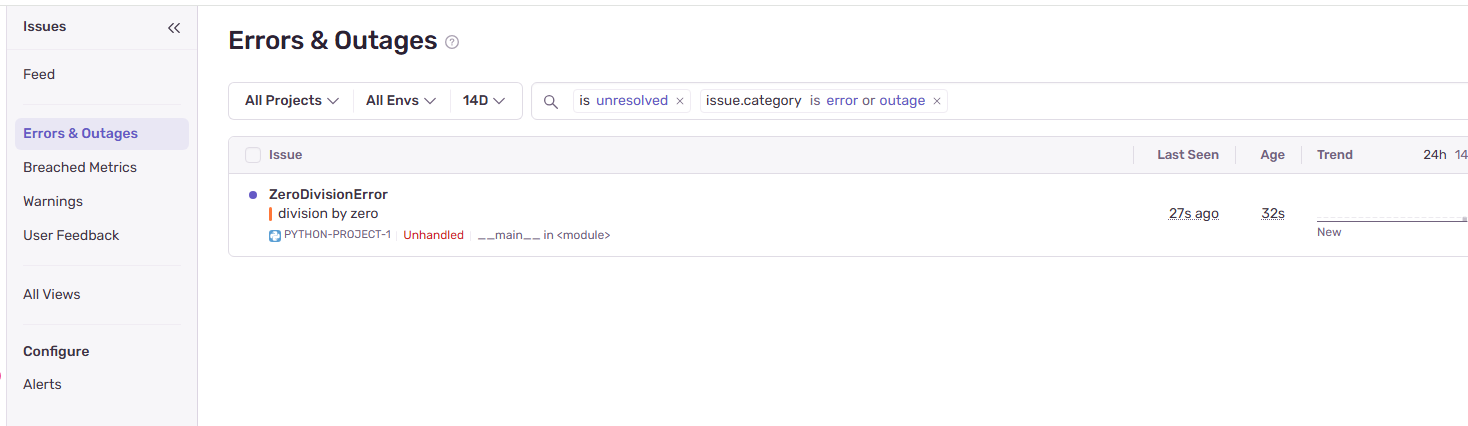 Issues
Feed
Errors & Outages
Breached Metrics
Warnings
User Feedback
All Views
Configure
Alerts
Errors & Outages ?
All Projects All Envs 14D is unresolved × issue.category is error or outage ×
Issue Last Seen Age Trend 24h 14
ZeroDivisionError
division by zero 27s ago 32s
PYTHON-PROJECT-1 Unhandled __main__ in <module> New